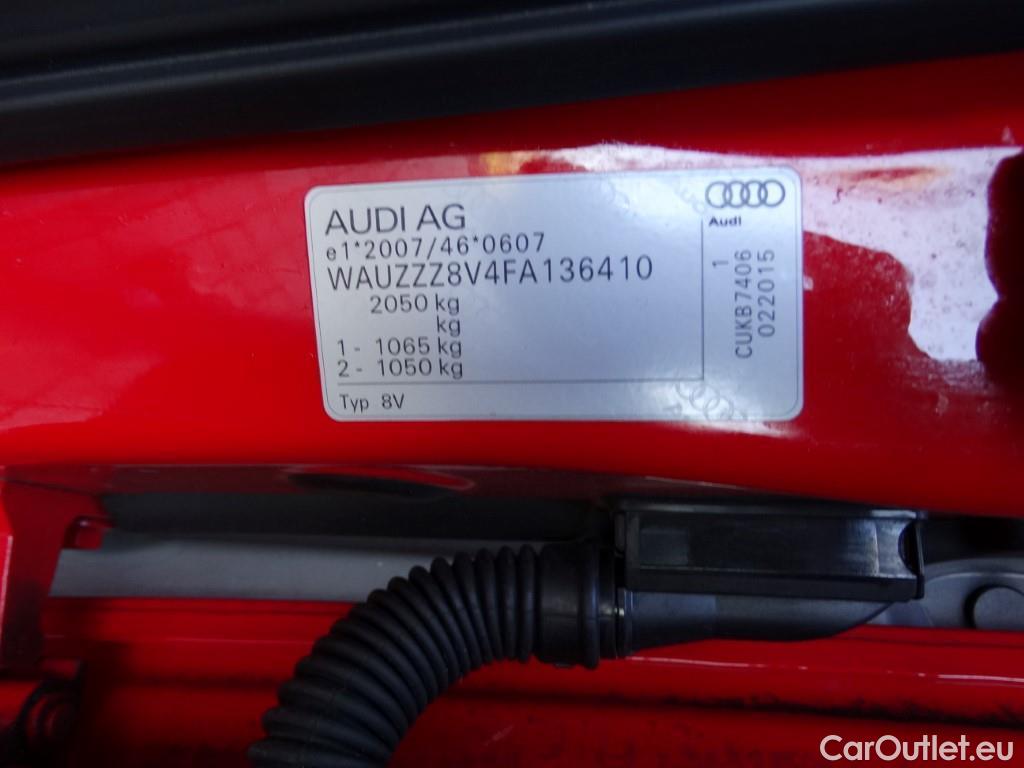 AUDI AG
e1*2007/46*0607
WAUZZZ8V4FA136410
2050 kg
kg
1 - 1065 kg
2 - 1050 kg
Typ 8V
Audi
1
CUKB7406
022015
CarOutlet.eu